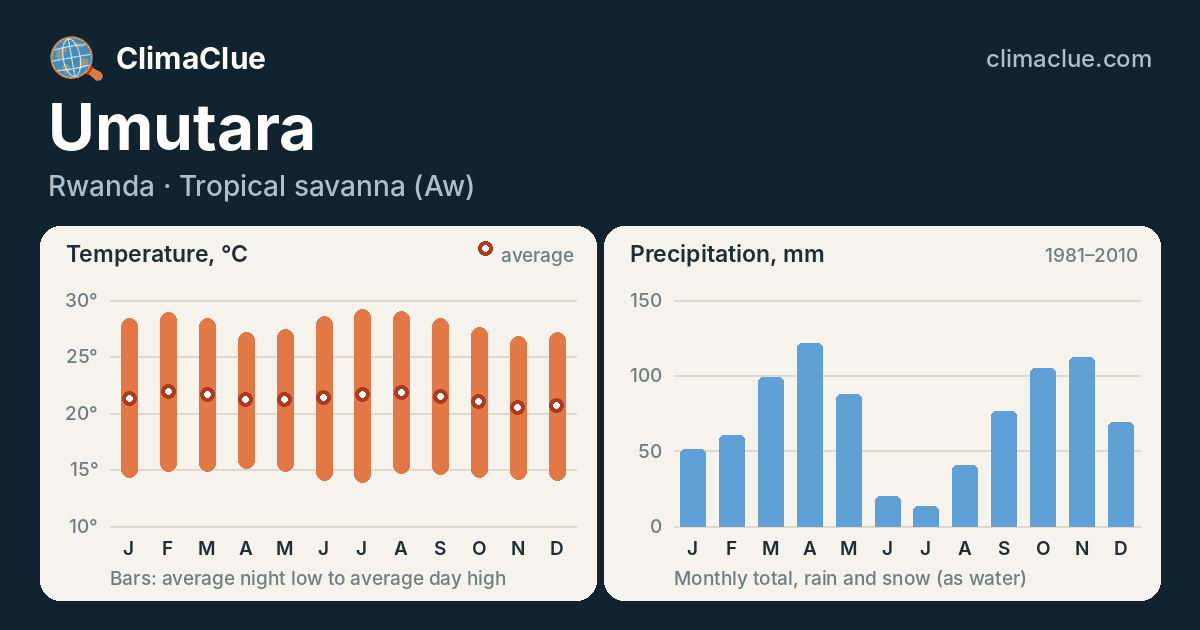 ClimaClue
climaclue.com
Umutara
Rwanda · Tropical savanna (Aw)
Temperature, °C
average
30°
25°
20°
15°
10°
J F M A M J J A S O N D
Bars: average night low to average day high
Precipitation, mm
1981–2010
150
100
50
0
J F M A M J J A S O N D
Monthly total, rain and snow (as water)